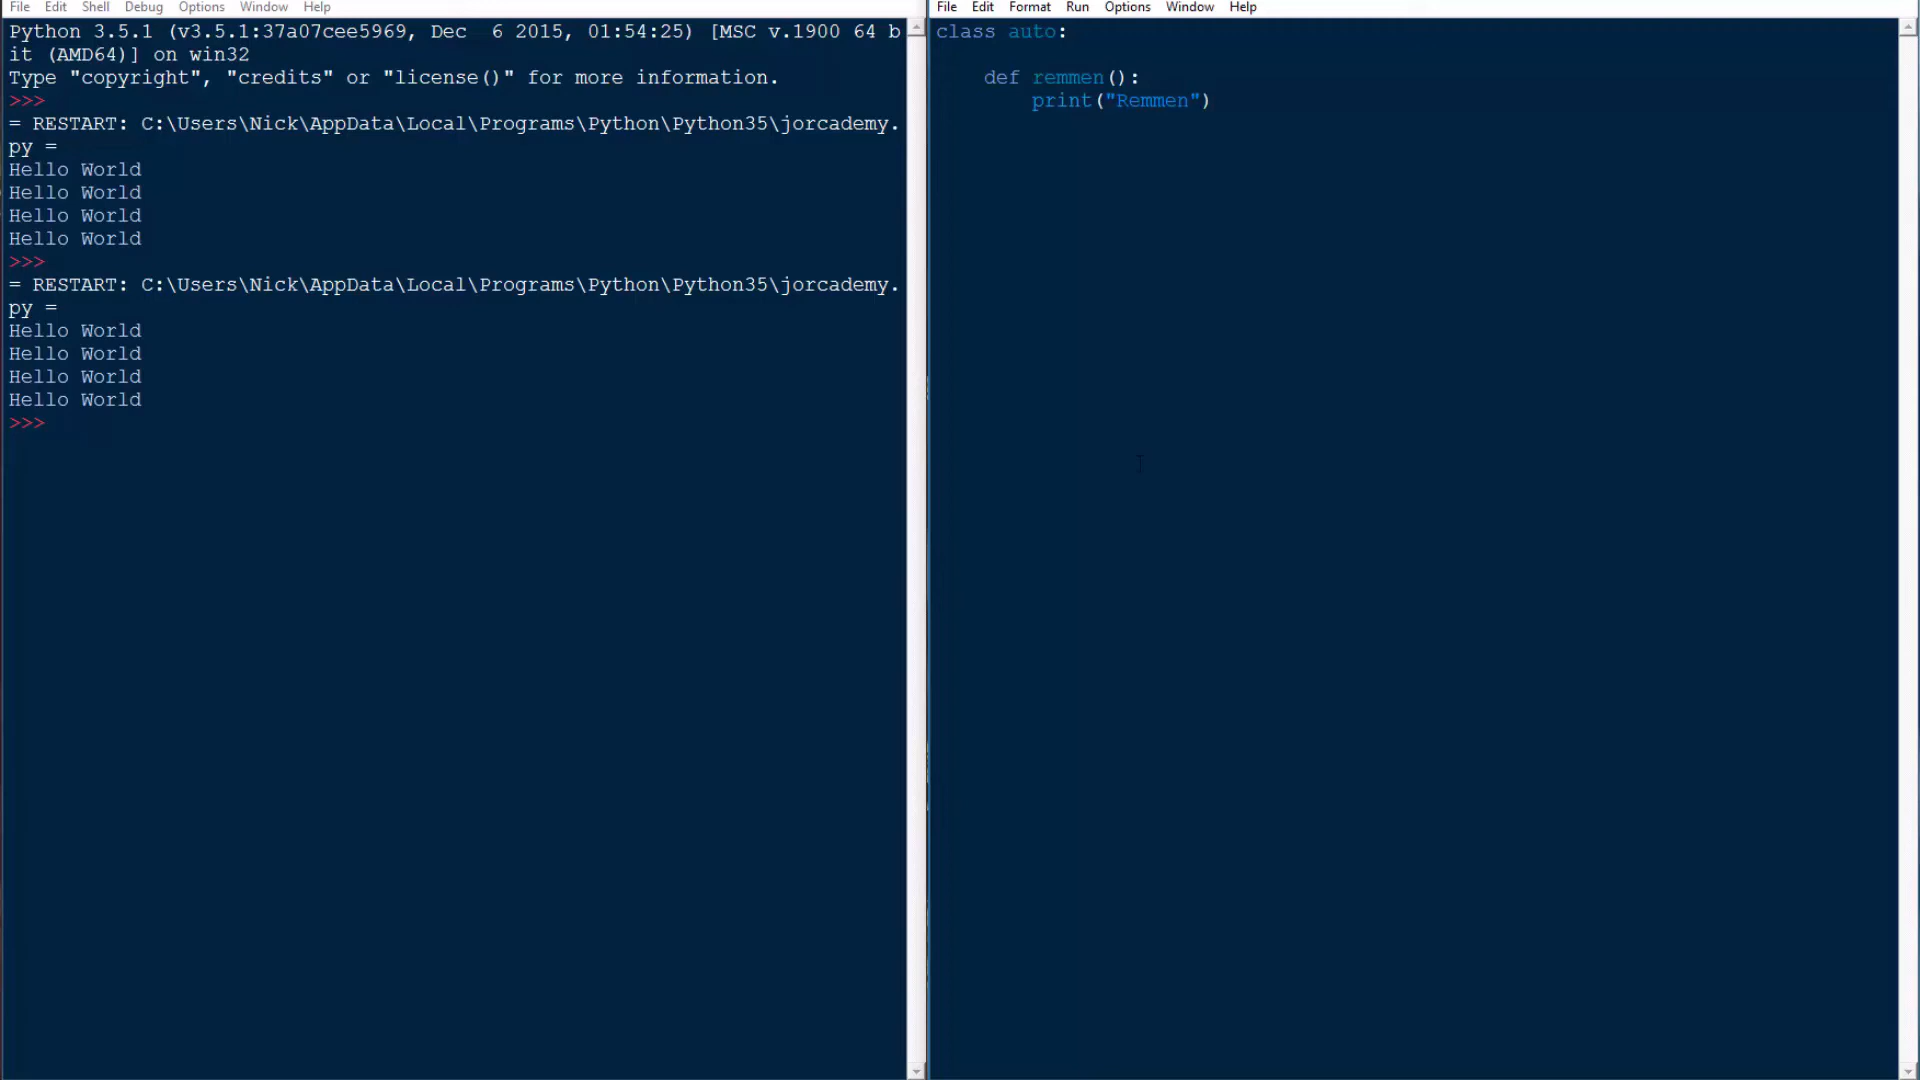 File Edit Shell Debug Options Window Help
Python 3.5.1 (v3.5.1:37a07cee5969, Dec  6 2015, 01:54:25) [MSC v.1900 64 b
it (AMD64)] on win32
Type "copyright", "credits" or "license()" for more information.
>>>
= RESTART: C:\Users\Nick\AppData\Local\Programs\Python\Python35\jorcademy.
py =
Hello World
Hello World
Hello World
Hello World
>>>
= RESTART: C:\Users\Nick\AppData\Local\Programs\Python\Python35\jorcademy.
py =
Hello World
Hello World
Hello World
Hello World
>>>
File Edit Format Run Options Window Help
class auto:
    def remmen():
        print("Remmen")